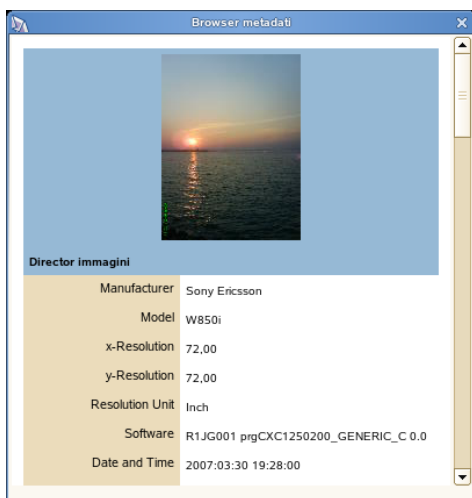 Browser metadati
Director immagini
Manufacturer Sony Ericsson
Model W850i
x-Resolution 72,00
y-Resolution 72,00
Resolution Unit Inch
Software R1JG001 prgCXC1250200_GENERIC_C 0.0
Date and Time 2007:03:30 19:28:00